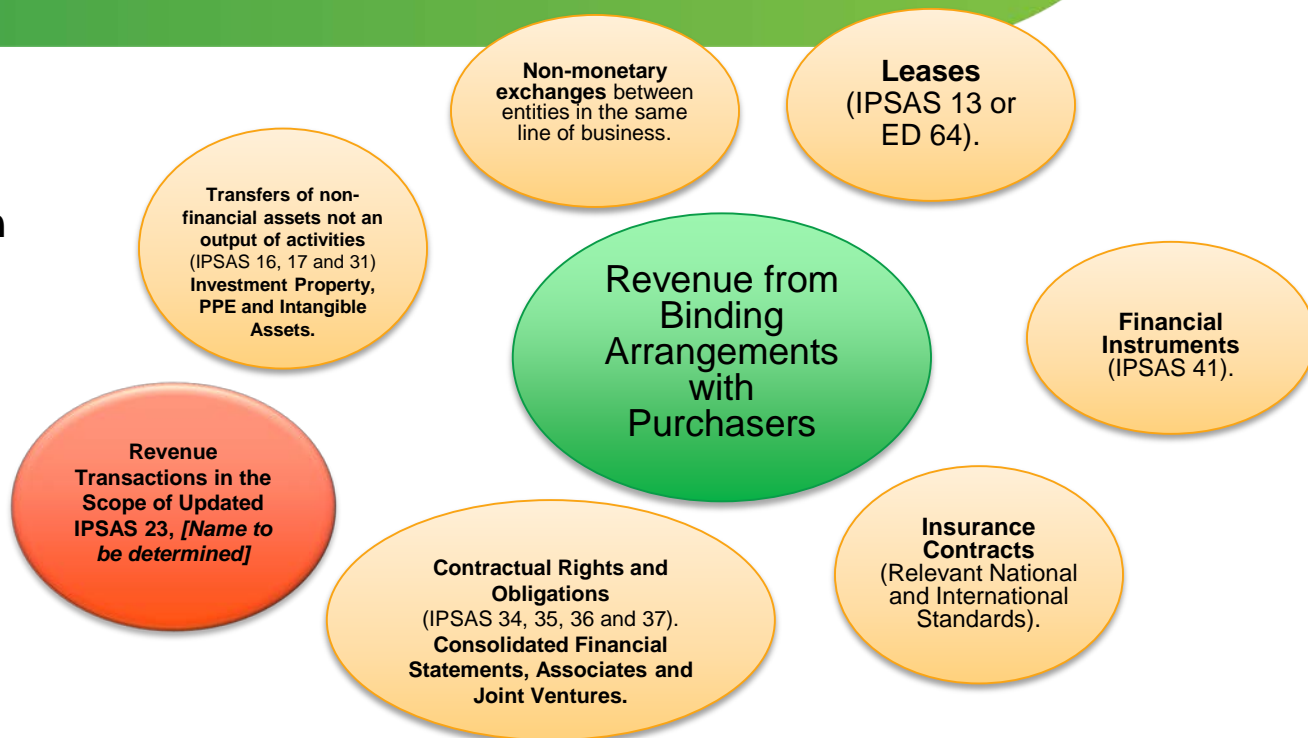 Non-monetary
exchanges between
entities in the same
line of business.
Leases
(IPSAS 13 or
ED 64).
Transfers of non-
financial assets not an
output of activities
(IPSAS 16, 17 and 31)
Investment Property,
PPE and Intangible
Assets.
Revenue from
Binding
Arrangements
with
Purchasers
Financial
Instruments
(IPSAS 41).
Revenue
Transactions in the
Scope of Updated
IPSAS 23, [Name to
be determined]
Contractual Rights and
Obligations
(IPSAS 34, 35, 36 and 37).
Consolidated Financial
Statements, Associates and
Joint Ventures.
Insurance
Contracts
(Relevant National
and International
Standards).